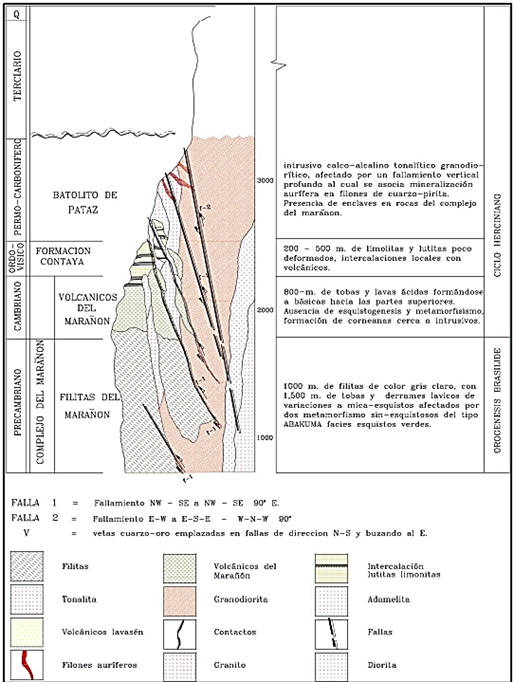 Q
TERCIARIO
PERMO-CARBONIFERO
BATOLITO DE
PATAZ
3000
f-2
intrusivo calco-alcalino tonalítico granodio-
rítico, afectado por un fallamiento vertical
profundo al cual se asocia mineralización
aurífera en filones de cuarzo-pirita.
Presencia de enclaves en rocas del complejo
del marañon.
CICLO HERCINIANO
ORDO-
VISICO
FORMACION
CONTAYA
200 - 500 m. de limolitas y lutitas poco
deformados, intercalaciones locales con
volcánicos.
CAMBRIANO
VOLCANICOS
DEL
MARAÑON
2000
800-m. de tobas y lavas ácidas formándose
a básicas hacia las partes superiores.
Ausencia de esquistogenesis y metamorfismo,
formación de corneanas cerca a intrusivos.
PRECAMBRIANO
COMPLEJO DEL MARAÑON
FILITAS DEL
MARAÑON
1000
f-1
f-1
1000 m. de filitas de color gris claro, con
1,500 m. de tobas y derrames lavicos de
variaciones a mica-esquistos afectados por
dos metamorfismo sin-esquistosos del tipo
ABAKUMA facies esquistos verdes.
OROGENESIS BRASILIDE
FALLA 1 = Fallamiento NW - SE a NW - SE 90° E.
FALLA 2 = Fallamiento E-W a E-S-E - W-N-W 90°
V = vetas cuarzo-oro emplazadas en fallas de direccion N-S y buzando al E.
Filitas
Volcánicos del
Marañón
Intercalación
lutitas limonitas
Tonalita
Granodiorita
Adamelita
Volcánicos lavasén
Contactos
Fallas
Filones auríferos
Granito
Diorita